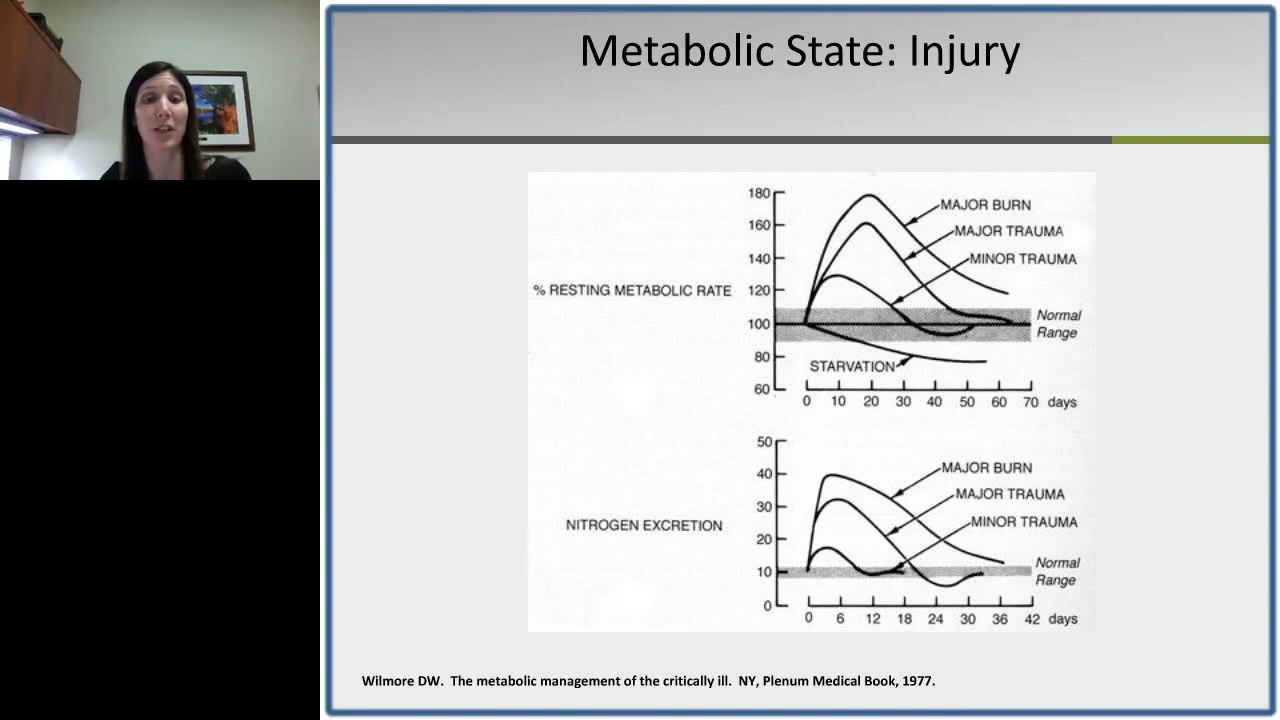 Metabolic State: Injury
180
160
140
120
100
80
60
% RESTING METABOLIC RATE
MAJOR BURN
MAJOR TRAUMA
MINOR TRAUMA
Normal
Range
STARVATION
0 10 20 30 40 50 60 70 days
50
40
30
20
10
0
NITROGEN EXCRETION
MAJOR BURN
MAJOR TRAUMA
MINOR TRAUMA
Normal
Range
0 6 12 18 24 30 36 42 days
Wilmore DW. The metabolic management of the critically ill. NY, Plenum Medical Book, 1977.